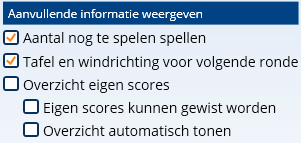 Aanvullende informatie weergeven
Aantal nog te spelen spellen
Tafel en windrichting voor volgende ronde
Overzicht eigen scores
Eigen scores kunnen gewist worden
Overzicht automatisch tonen